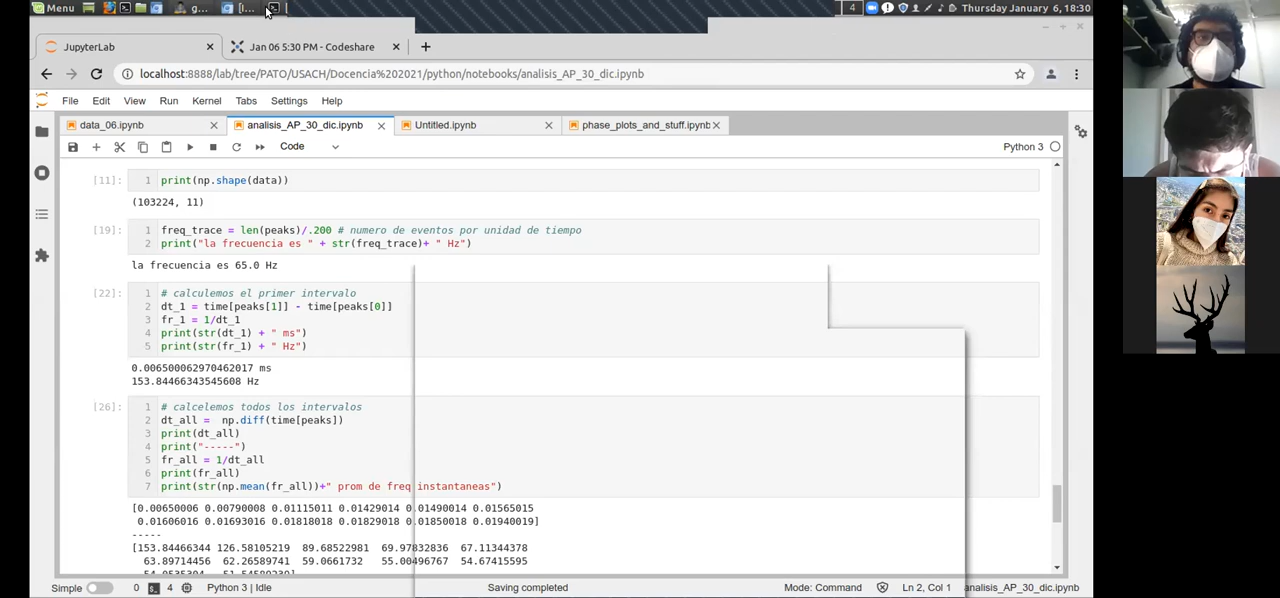 Menu
g...
[...
4
Thursday January 6, 18:30
JupyterLab
Jan 06 5:30 PM - Codeshare
localhost:8888/lab/tree/PATO/USACH/Docencia%202021/python/notebooks/analisis_AP_30_dic.ipynb
File Edit View Run Kernel Tabs Settings Help
data_06.ipynb
analisis_AP_30_dic.ipynb
Untitled.ipynb
phase_plots_and_stuff.ipynb
Code
Python 3
[11]:
1 print(np.shape(data))
(103224, 11)
[19]:
1 freq_trace = len(peaks)/.200 # numero de eventos por unidad de tiempo
2 print("la frecuencia es " + str(freq_trace)+ " Hz")
la frecuencia es 65.0 Hz
[22]:
1 # calculemos el primer intervalo
2 dt_1 = time[peaks[1]] - time[peaks[0]]
3 fr_1 = 1/dt_1
4 print(str(dt_1) + " ms")
5 print(str(fr_1) + " Hz")
0.006500062970462017 ms
153.84466343545608 Hz
[26]:
1 # calcelemos todos los intervalos
2 dt_all =  np.diff(time[peaks])
3 print(dt_all)
4 print("-----")
5 fr_all = 1/dt_all
6 print(fr_all)
7 print(str(np.mean(fr_all))+" prom de freq instantaneas")
[0.00650006 0.00790008 0.01115011 0.01429014 0.01490014 0.01565015
0.01606016 0.01693016 0.01818018 0.01829018 0.01850018 0.01940019]
-----
[153.84466344 126.58105219 89.68522981 69.97832836 67.11344378
63.89714456 62.26589741 59.0661732 55.00496767 54.67415595
Simple 0 4 Python 3 | Idle
Saving completed
Mode: Command
Ln 2, Col 1
analisis_AP_30_dic.ipynb